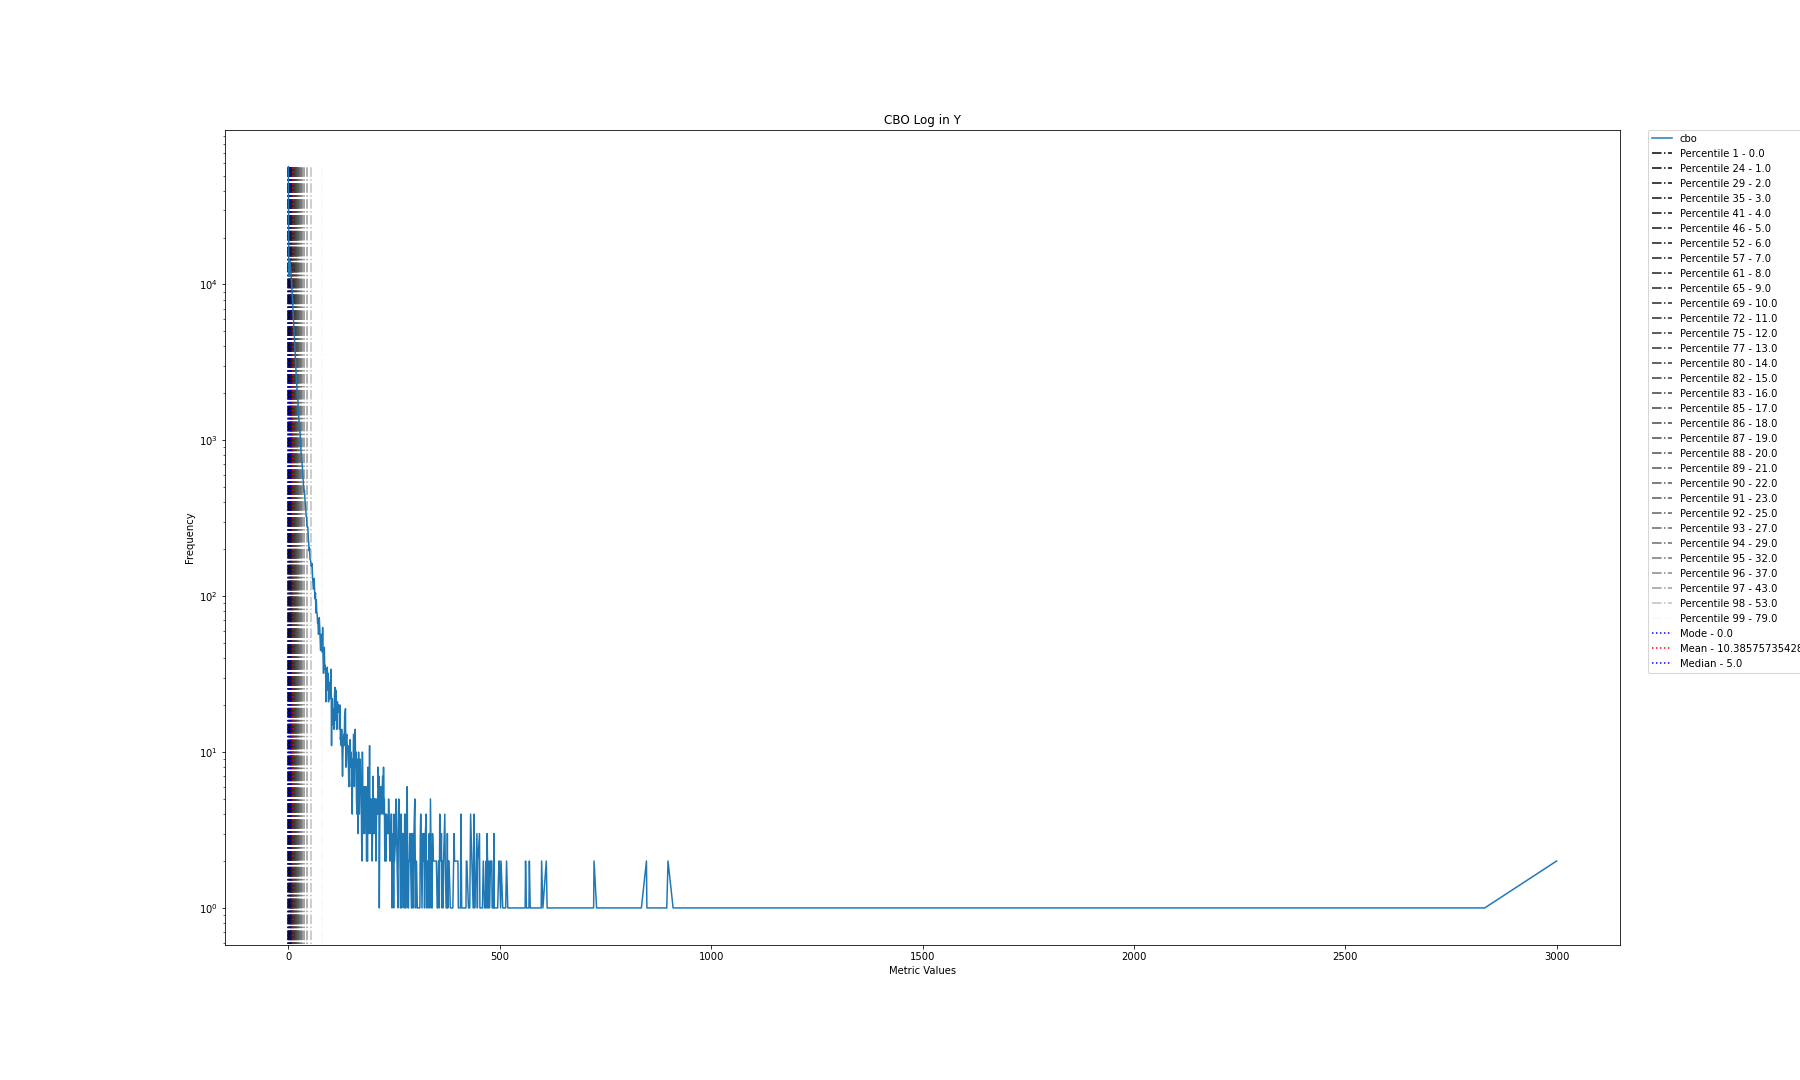 CBO Log in Y
10⁴
10³
10²
10¹
10⁰
Frequency
0 500 1000 1500 2000 2500 3000
Metric Values
cbo
Percentile 1 - 0.0
Percentile 24 - 1.0
Percentile 29 - 2.0
Percentile 35 - 3.0
Percentile 41 - 4.0
Percentile 46 - 5.0
Percentile 52 - 6.0
Percentile 57 - 7.0
Percentile 61 - 8.0
Percentile 65 - 9.0
Percentile 69 - 10.0
Percentile 72 - 11.0
Percentile 75 - 12.0
Percentile 77 - 13.0
Percentile 80 - 14.0
Percentile 82 - 15.0
Percentile 83 - 16.0
Percentile 85 - 17.0
Percentile 86 - 18.0
Percentile 87 - 19.0
Percentile 88 - 20.0
Percentile 89 - 21.0
Percentile 90 - 22.0
Percentile 91 - 23.0
Percentile 92 - 25.0
Percentile 93 - 27.0
Percentile 94 - 29.0
Percentile 95 - 32.0
Percentile 96 - 37.0
Percentile 97 - 43.0
Percentile 98 - 53.0
Percentile 99 - 79.0
Mode - 0.0
Mean - 10.38575735428
Median - 5.0